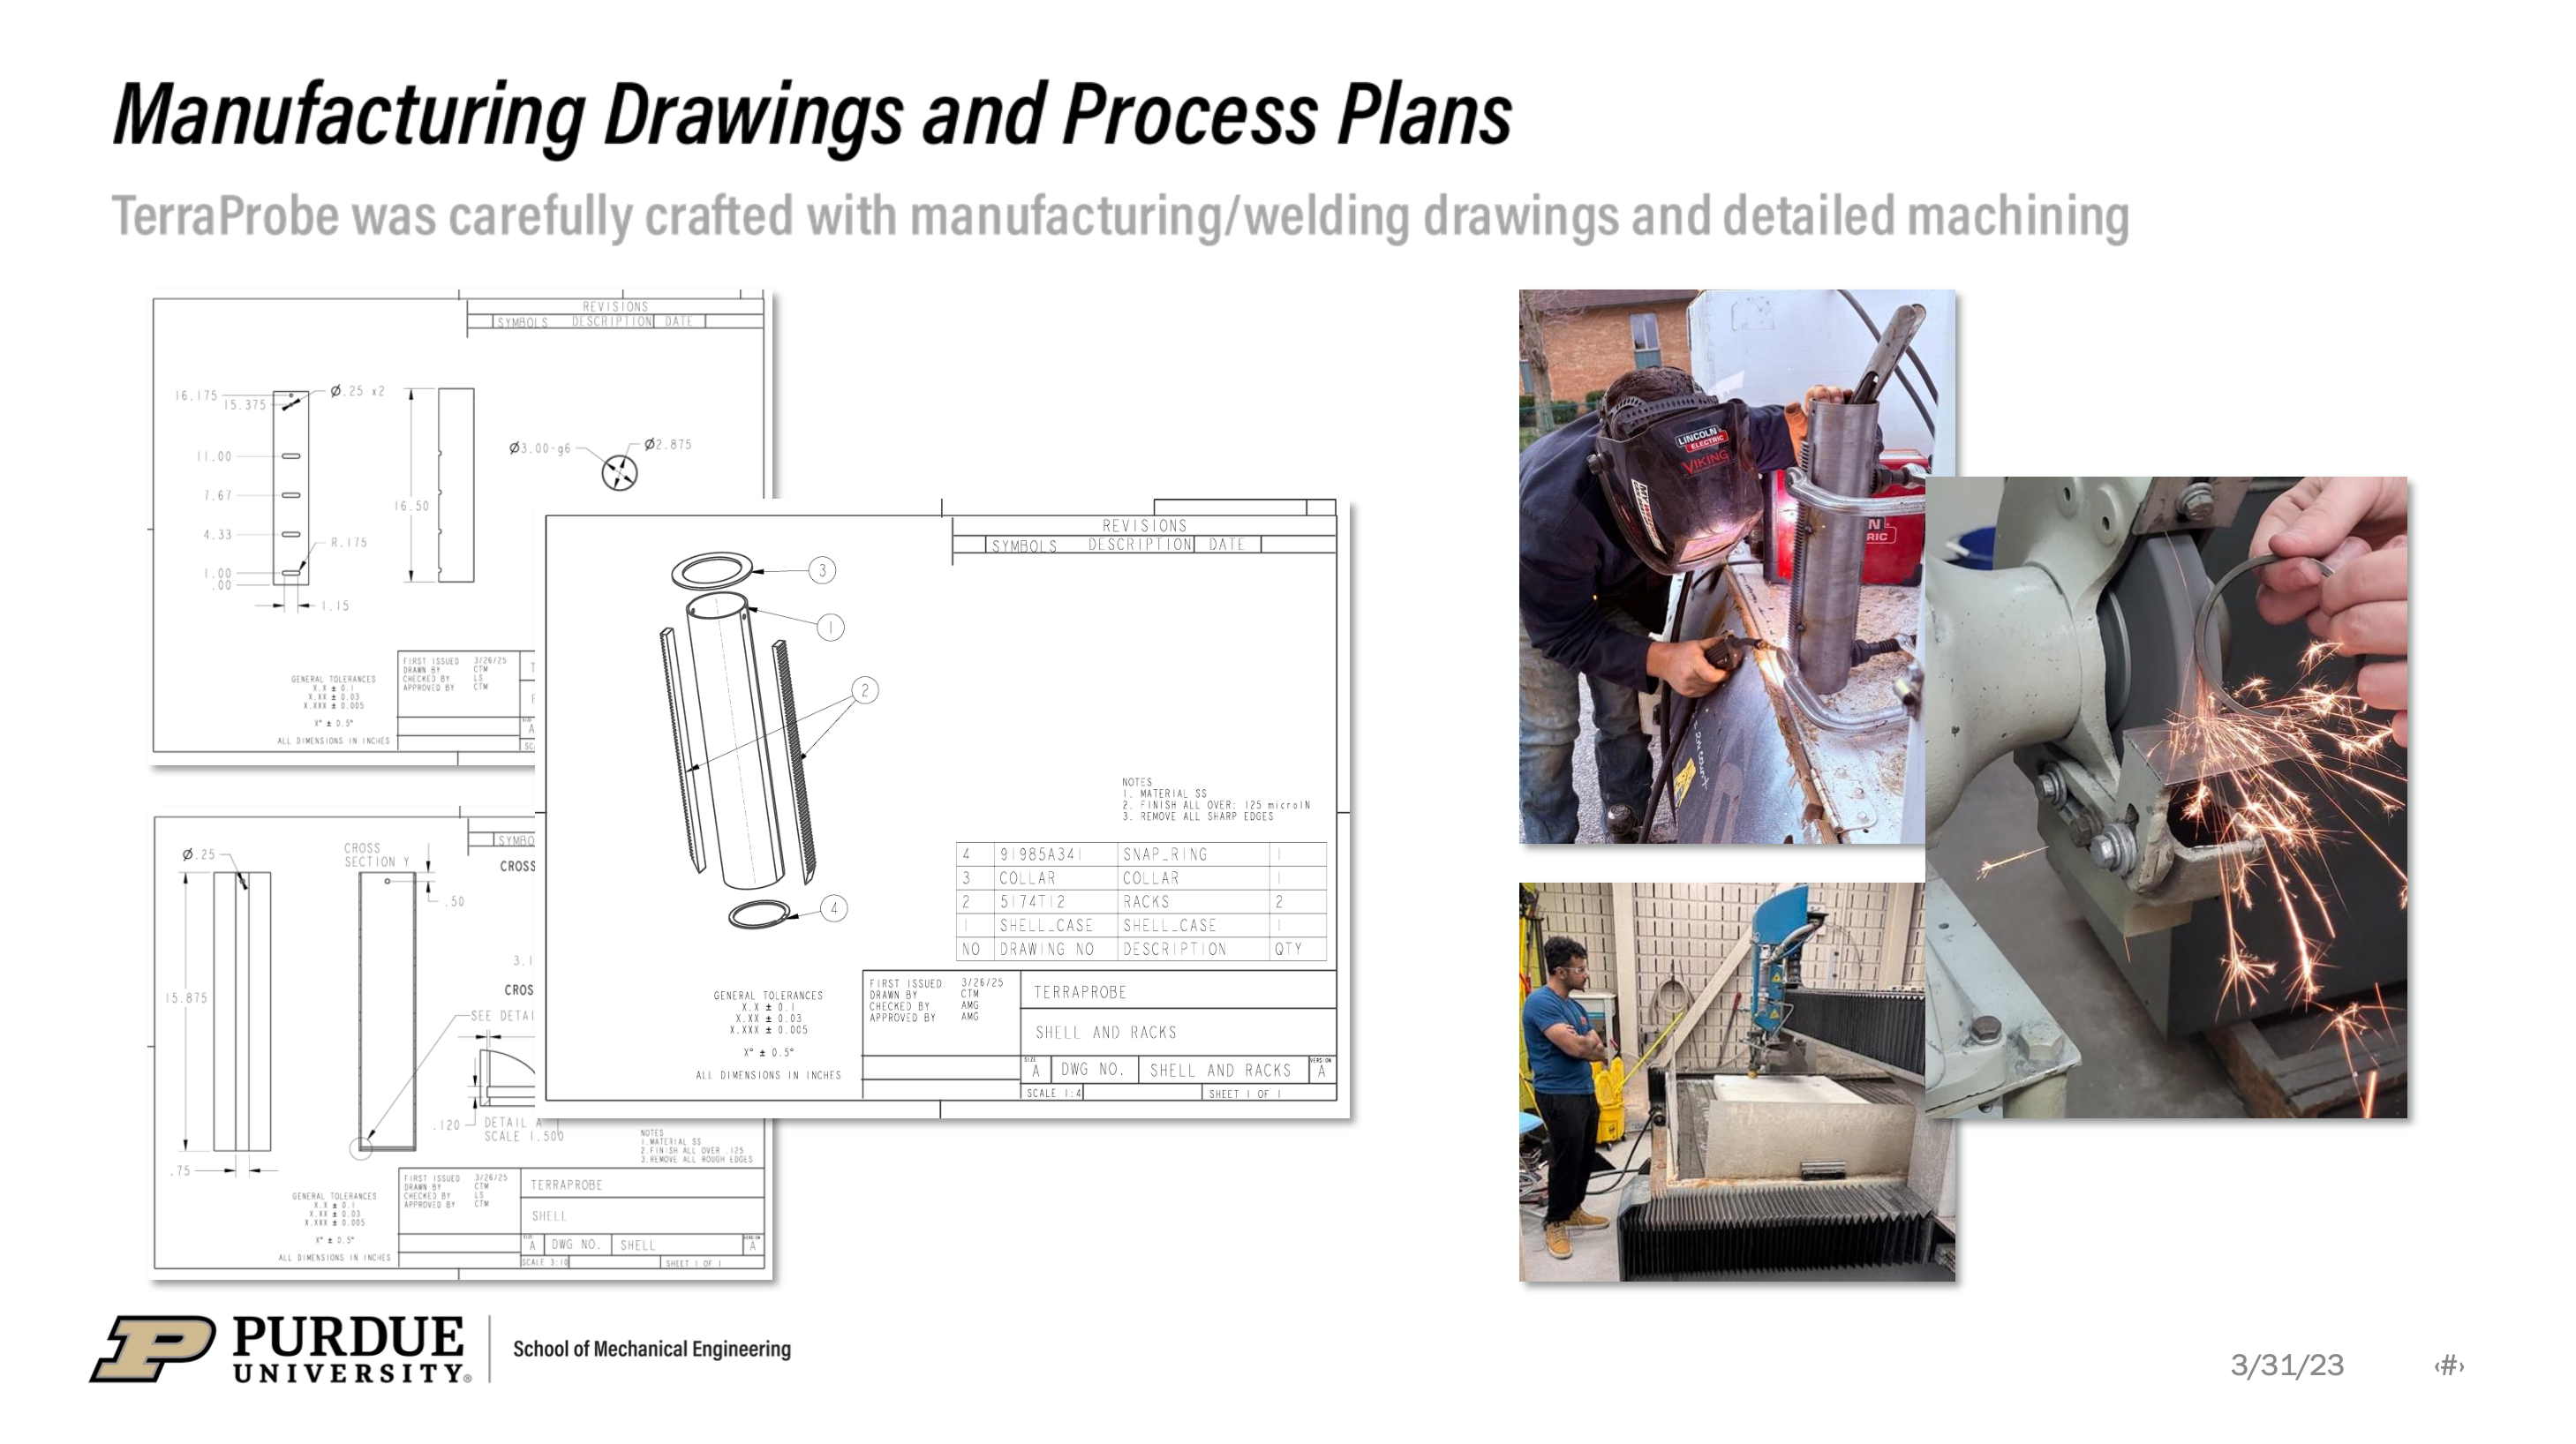 Manufacturing Drawings and Process Plans
TerraProbe was carefully crafted with manufacturing/welding drawings and detailed machining
REVISIONS
SYMBOLS DESCRIPTION DATE
16.175
15.375
Ø.25 x2
11.00
7.67
4.33
R.175
1.00
.00
1.15
16.50
Ø3.00-g6
Ø2.875
GENERAL TOLERANCES
X.X ± 0.1
X.XX ± 0.03
X.XXX ± 0.005
X° ± 0.5°
ALL DIMENSIONS IN INCHES
FIRST ISSUED 3/26/25
DRAWN BY CTM
CHECKED BY LS
APPROVED BY CTM
REVISIONS
SYMBOLS DESCRIPTION DATE
3
1
2
4
NOTES
1. MATERIAL SS
2. FINISH ALL OVER: 125 microIN
3. REMOVE ALL SHARP EDGES
4 91985A341 SNAP_RING 1
3 COLLAR COLLAR 1
2 5174T12 RACKS 2
1 SHELL_CASE SHELL_CASE 1
NO DRAWING NO DESCRIPTION QTY
GENERAL TOLERANCES
X.X ± 0.1
X.XX ± 0.03
X.XXX ± 0.005
X° ± 0.5°
ALL DIMENSIONS IN INCHES
FIRST ISSUED 3/26/25
DRAWN BY CTM
CHECKED BY AMG
APPROVED BY AMG
TERRAPROBE
SHELL AND RACKS
SIZE
A DWG NO. SHELL AND RACKS
VERSION
A
SCALE 1:4 SHEET 1 OF 1
SYMBO
Ø.25
CROSS
SECTION Y
CROSS
.50
3.1
15.875
CROS
SEE DETAI
.120
DETAIL A
SCALE 1.500
.75
NOTES
1.MATERIAL SS
2.FINISH ALL OVER .125
3.REMOVE ALL ROUGH EDGES
GENERAL TOLERANCES
X.X ± 0.1
X.XX ± 0.03
X.XXX ± 0.005
X° ± 0.5°
ALL DIMENSIONS IN INCHES
FIRST ISSUED 3/26/25
DRAWN BY CTM
CHECKED BY LS
APPROVED BY CTM
TERRAPROBE
SHELL
A DWG NO. SHELL
A
SCALE 3:10 SHEET 1 OF 1
LINCOLN
ELECTRIC
VIKING
N
RIC
PURDUE
UNIVERSITY®
School of Mechanical Engineering
3/31/23
‹#›